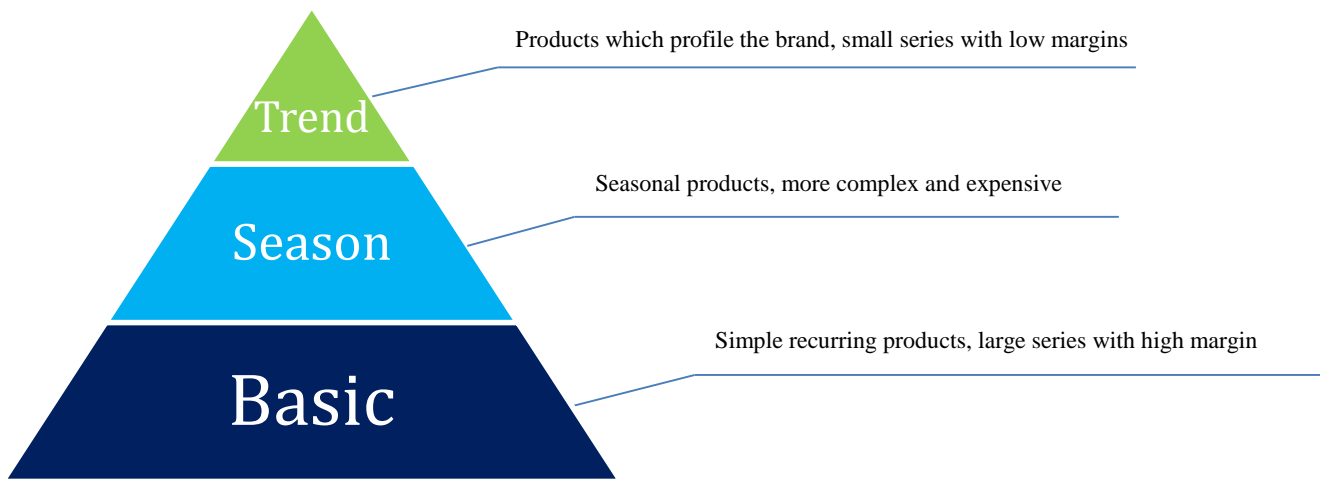 Products which profile the brand, small series with low margins
Trend
Seasonal products, more complex and expensive
Season
Simple recurring products, large series with high margin
Basic